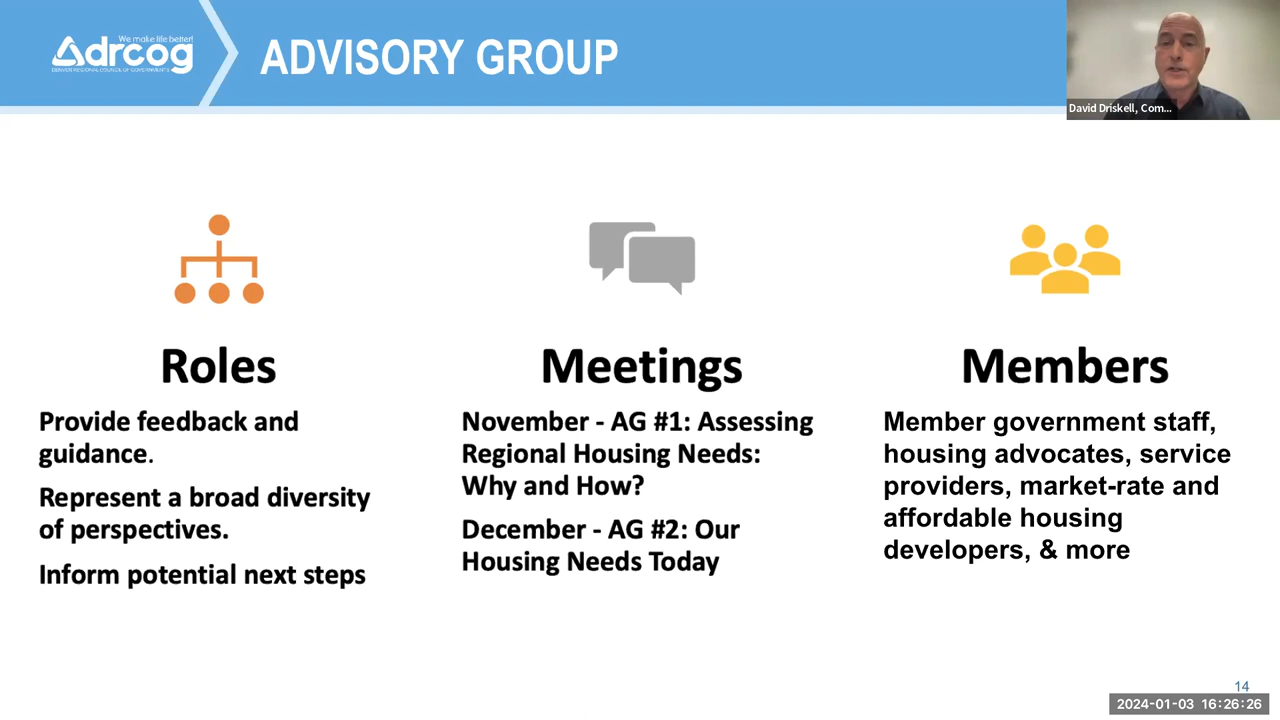 We make life better!
drcog
DENVER REGIONAL COUNCIL OF GOVERNMENTS
ADVISORY GROUP
David Driskell, Com...
Roles
Provide feedback and
guidance.
Represent a broad diversity
of perspectives.
Inform potential next steps
Meetings
November - AG #1: Assessing
Regional Housing Needs:
Why and How?
December - AG #2: Our
Housing Needs Today
Members
Member government staff,
housing advocates, service
providers, market-rate and
affordable housing
developers, & more
14
2024-01-03 16:26:26